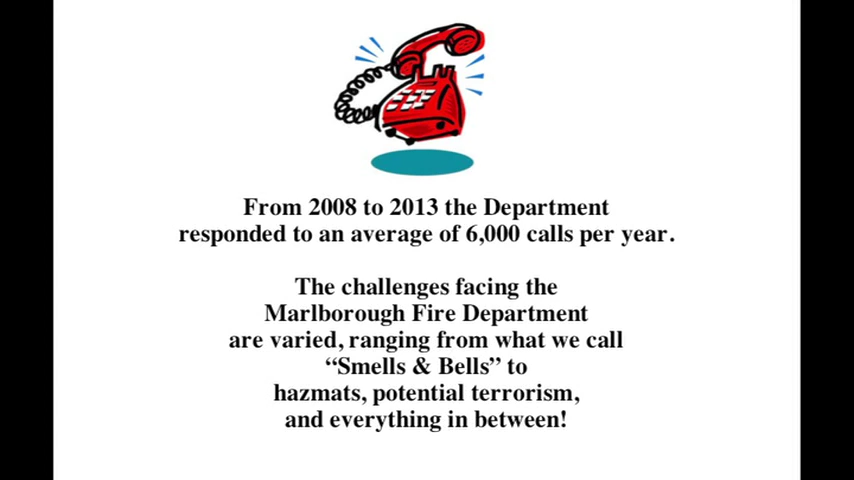 From 2008 to 2013 the Department
responded to an average of 6,000 calls per year.
The challenges facing the
Marlborough Fire Department
are varied, ranging from what we call
“Smells & Bells” to
hazmats, potential terrorism,
and everything in between!